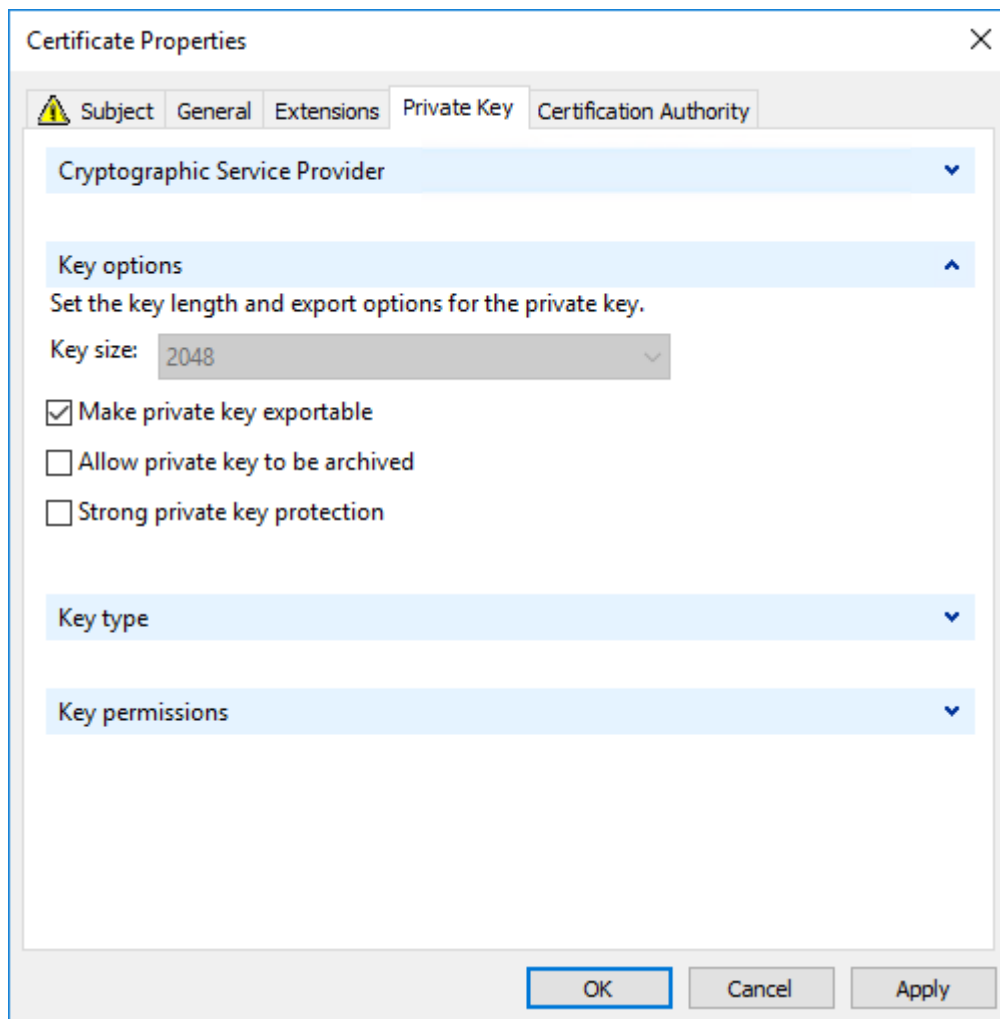 Certificate Properties
Subject General Extensions Private Key Certification Authority
Cryptographic Service Provider
Key options
Set the key length and export options for the private key.
Key size: 2048
Make private key exportable
Allow private key to be archived
Strong private key protection
Key type
Key permissions
OK Cancel Apply